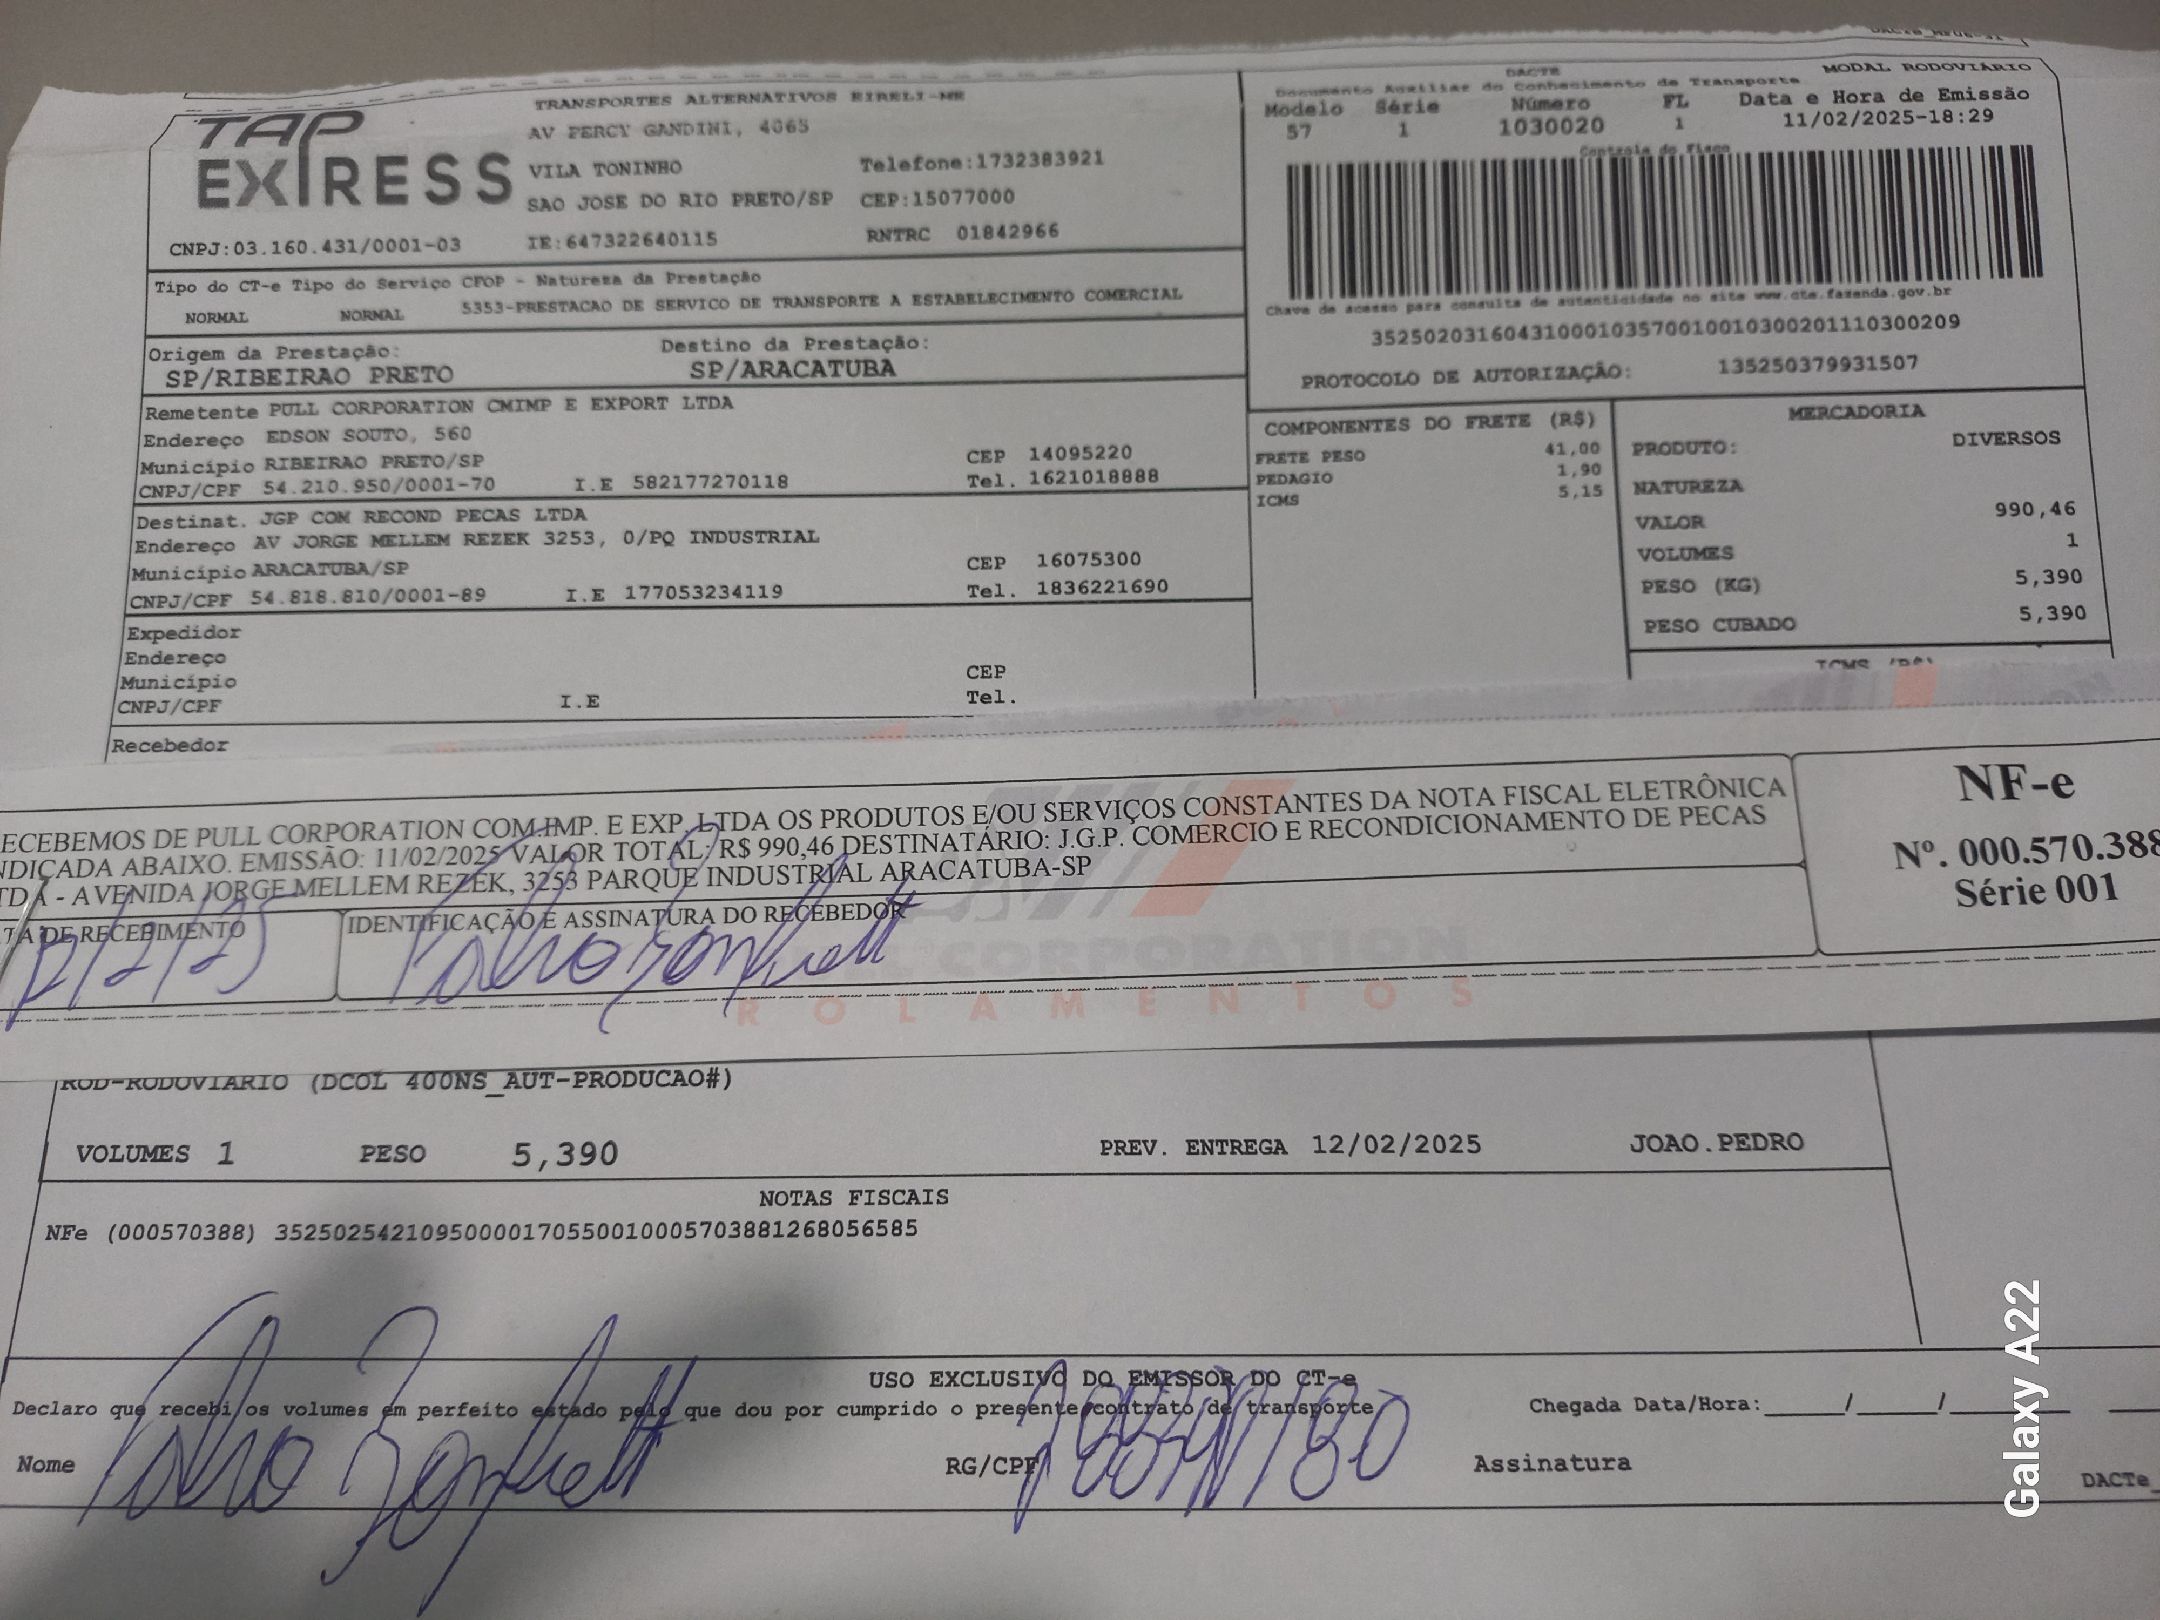 TAP EXPRESS
TRANSPORTES ALTERNATIVOS EIRELI-ME
AV PERCY GANDINI, 4065
VILA TONINHO Telefone:1732383921
SAO JOSE DO RIO PRETO/SP CEP:15077000
CNPJ:03.160.431/0001-03 IE:647322640115 RNTRC 01842966
DACTE MODAL RODOVIÁRIO
Documento Auxiliar do Conhecimento de Transporte
Modelo Série Número FL Data e Hora de Emissão
57 1 1030020 1 11/02/2025-18:29
Controle do Fisco
Chave de acesso para consulta de autenticidade no site www.cte.fazenda.gov.br
35250203160431000103570010010300201110300209
PROTOCOLO DE AUTORIZAÇÃO: 135250379931507
Tipo do CT-e Tipo do Serviço CFOP - Natureza da Prestação
NORMAL NORMAL 5353-PRESTACAO DE SERVICO DE TRANSPORTE A ESTABELECIMENTO COMERCIAL
Origem da Prestação: Destino da Prestação:
SP/RIBEIRAO PRETO SP/ARACATUBA
Remetente PULL CORPORATION CMIMP E EXPORT LTDA
Endereço EDSON SOUTO, 560
Município RIBEIRAO PRETO/SP CEP 14095220
CNPJ/CPF 54.210.950/0001-70 I.E 582177270118 Tel. 1621018888
Destinat. JGP COM RECOND PECAS LTDA
Endereço AV JORGE MELLEM REZEK 3253, 0/PQ INDUSTRIAL
Município ARACATUBA/SP CEP 16075300
CNPJ/CPF 54.818.810/0001-89 I.E 177053234119 Tel. 1836221690
Expedidor
Endereço
Município CEP
CNPJ/CPF I.E Tel.
Recebedor
COMPONENTES DO FRETE (R$)
FRETE PESO 41,00
PEDAGIO 1,90
ICMS 5,15
MERCADORIA
PRODUTO: DIVERSOS
NATUREZA
VALOR 990,46
VOLUMES 1
PESO (KG) 5,390
PESO CUBADO 5,390
ICMS (R$)
ECEBEMOS DE PULL CORPORATION COM.IMP. E EXP. LTDA OS PRODUTOS E/OU SERVIÇOS CONSTANTES DA NOTA FISCAL ELETRÔNICA
NDICADA ABAIXO. EMISSÃO: 11/02/2025 VALOR TOTAL: R$ 990,46 DESTINATÁRIO: J.G.P. COMERCIO E RECONDICIONAMENTO DE PECAS
TDA - AVENIDA JORGE MELLEM REZEK, 3253 PARQUE INDUSTRIAL ARACATUBA-SP
TA DE RECEBIMENTO IDENTIFICAÇÃO E ASSINATURA DO RECEBEDOR
12/2/25
NF-e
Nº. 000.570.388
Série 001
CORPORATION
ROLAMENTOS
ROD-RODOVIARIO (DCOL 400NS_AUT-PRODUCAO#)
VOLUMES 1 PESO 5,390 PREV. ENTREGA 12/02/2025 JOAO.PEDRO
NOTAS FISCAIS
NFe (000570388) 35250254210950000170550010005703881268056585
USO EXCLUSIVO DO EMISSOR DO CT-e
Declaro que recebi os volumes em perfeito estado pelo que dou por cumprido o presente contrato de transporte Chegada Data/Hora:____/____/____
Nome RG/CPF Assinatura
DACTe_
Galaxy A22